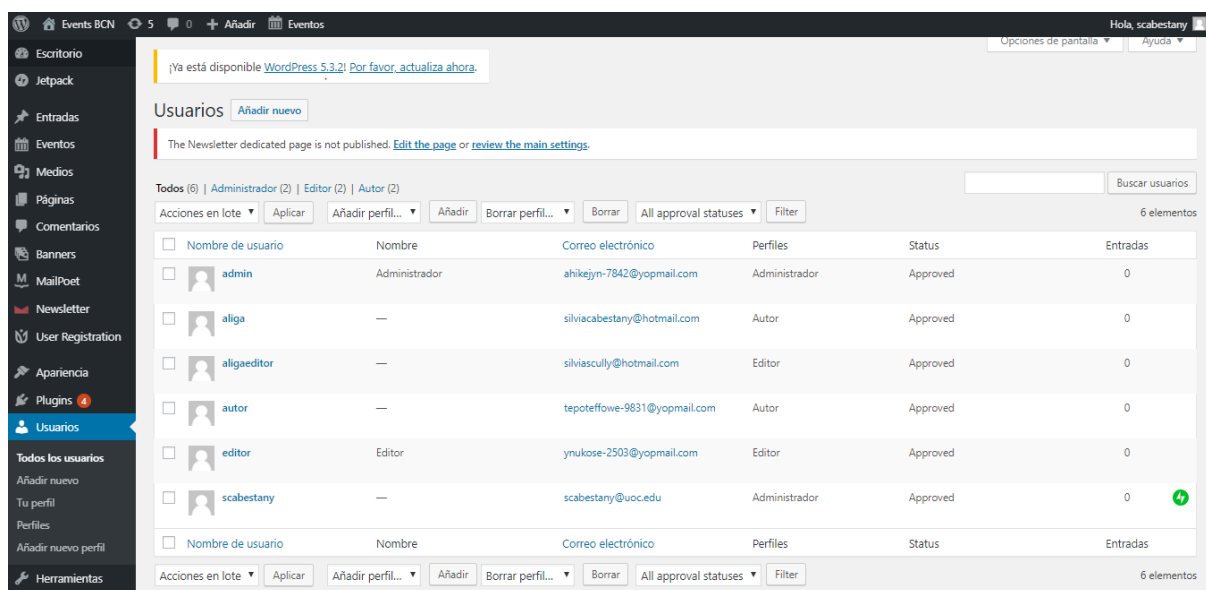 Events BCN 5 0 + Añadir Eventos Hola, scabestany
Escritorio
Jetpack
Entradas
Eventos
Medios
Páginas
Comentarios
Banners
MailPoet
Newsletter
User Registration
Apariencia
Plugins 4
Usuarios
Todos los usuarios
Añadir nuevo
Tu perfil
Perfiles
Añadir nuevo perfil
Herramientas
Opciones de pantalla ▼ Ayuda ▼
¡Ya está disponible WordPress 5.3.2! Por favor, actualiza ahora.
Usuarios Añadir nuevo
The Newsletter dedicated page is not published. Edit the page or review the main settings.
Todos (6) | Administrador (2) | Editor (2) | Autor (2) Buscar usuarios
Acciones en lote ▼ Aplicar Añadir perfil... ▼ Añadir Borrar perfil... ▼ Borrar All approval statuses ▼ Filter 6 elementos
Nombre de usuario Nombre Correo electrónico Perfiles Status Entradas
admin Administrador ahikejyn-7842@yopmail.com Administrador Approved 0
aliga — silviacabestany@hotmail.com Autor Approved 0
aligaeditor — silviascully@hotmail.com Editor Approved 0
autor — tepoteffowe-9831@yopmail.com Autor Approved 0
editor Editor ynukose-2503@yopmail.com Editor Approved 0
scabestany — scabestany@uoc.edu Administrador Approved 0
Nombre de usuario Nombre Correo electrónico Perfiles Status Entradas
Acciones en lote ▼ Aplicar Añadir perfil... ▼ Añadir Borrar perfil... ▼ Borrar All approval statuses ▼ Filter 6 elementos